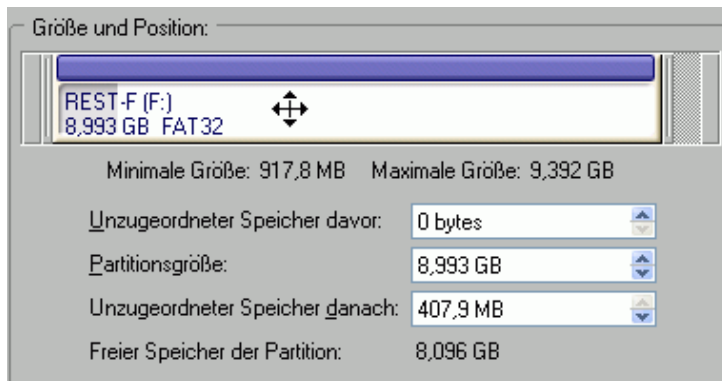 Größe und Position:
REST-F (F:)
8,993 GB FAT32
Minimale Größe: 917,8 MB Maximale Größe: 9,392 GB
Unzugeordneter Speicher davor: 0 bytes
Partitionsgröße: 8,993 GB
Unzugeordneter Speicher danach: 407,9 MB
Freier Speicher der Partition: 8,096 GB